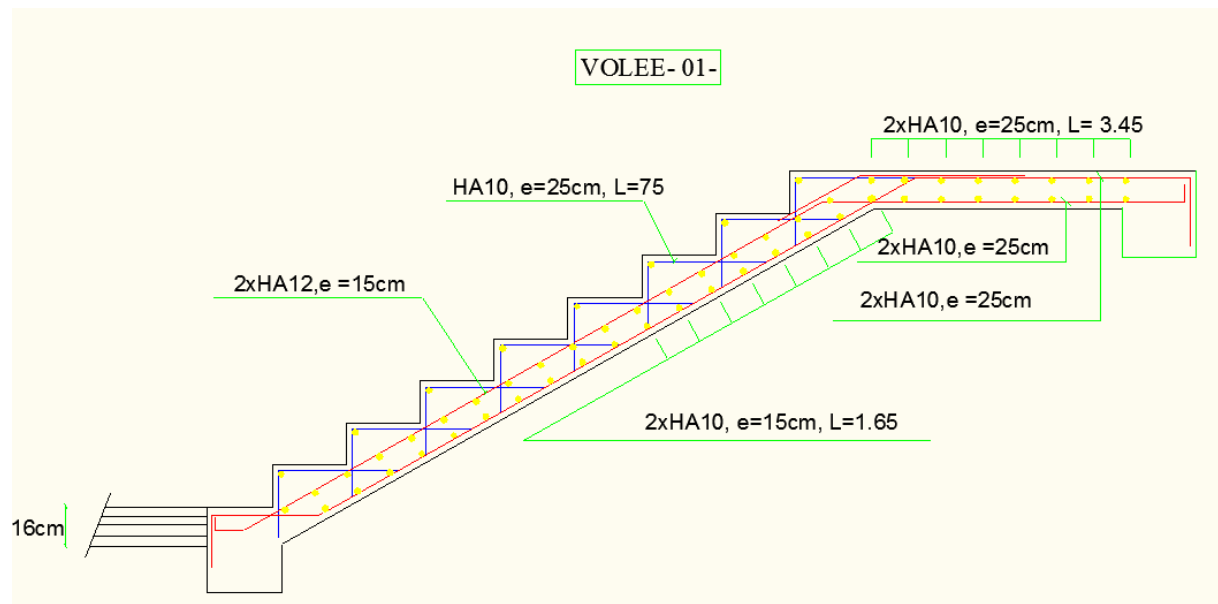 VOLEE- 01-
2xHA10, e=25cm, L= 3.45
HA10, e=25cm, L=75
2xHA10,e =25cm
2xHA12,e =15cm
2xHA10,e =25cm
2xHA10, e=15cm, L=1.65
16cm